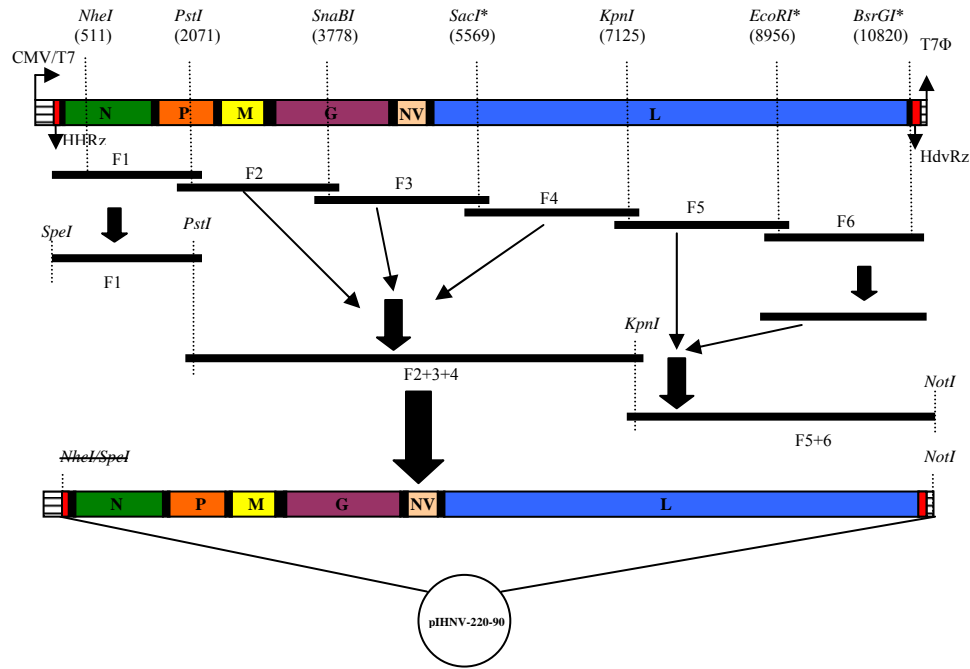 NheI PstI SnaBI SacI* KpnI EcoRI* BsrGI*
(511) (2071) (3778) (5569) (7125) (8956) (10820)
CMV/T7 T7Φ
N P M G NV L
HHRz HdvRz
F1 F2 F3 F4 F5 F6
SpeI PstI
F1
KpnI
F2+3+4
NotI
F5+6
NheI/SpeI NotI
N P M G NV L
pIHNV-220-90